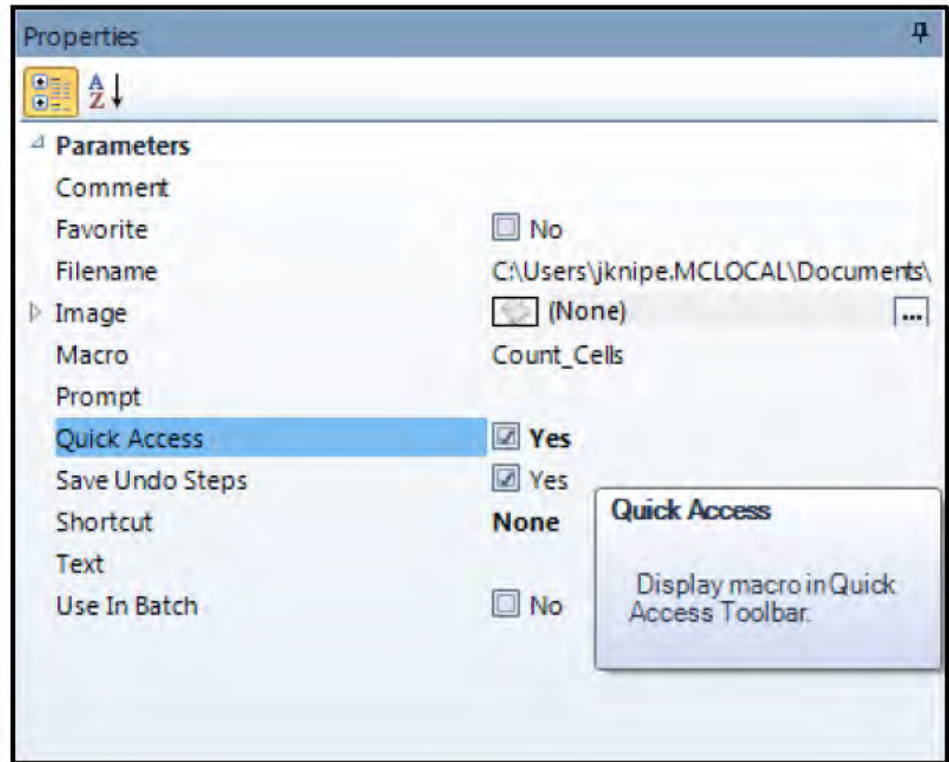 Properties
A
Z
Parameters
Comment
Favorite No
Filename C:\Users\jknipe.MCLOCAL\Documents\
Image (None) ...
Macro Count_Cells
Prompt
Quick Access Yes
Save Undo Steps Yes
Shortcut None
Text
Use In Batch No
Quick Access
Display macro in Quick
Access Toolbar.